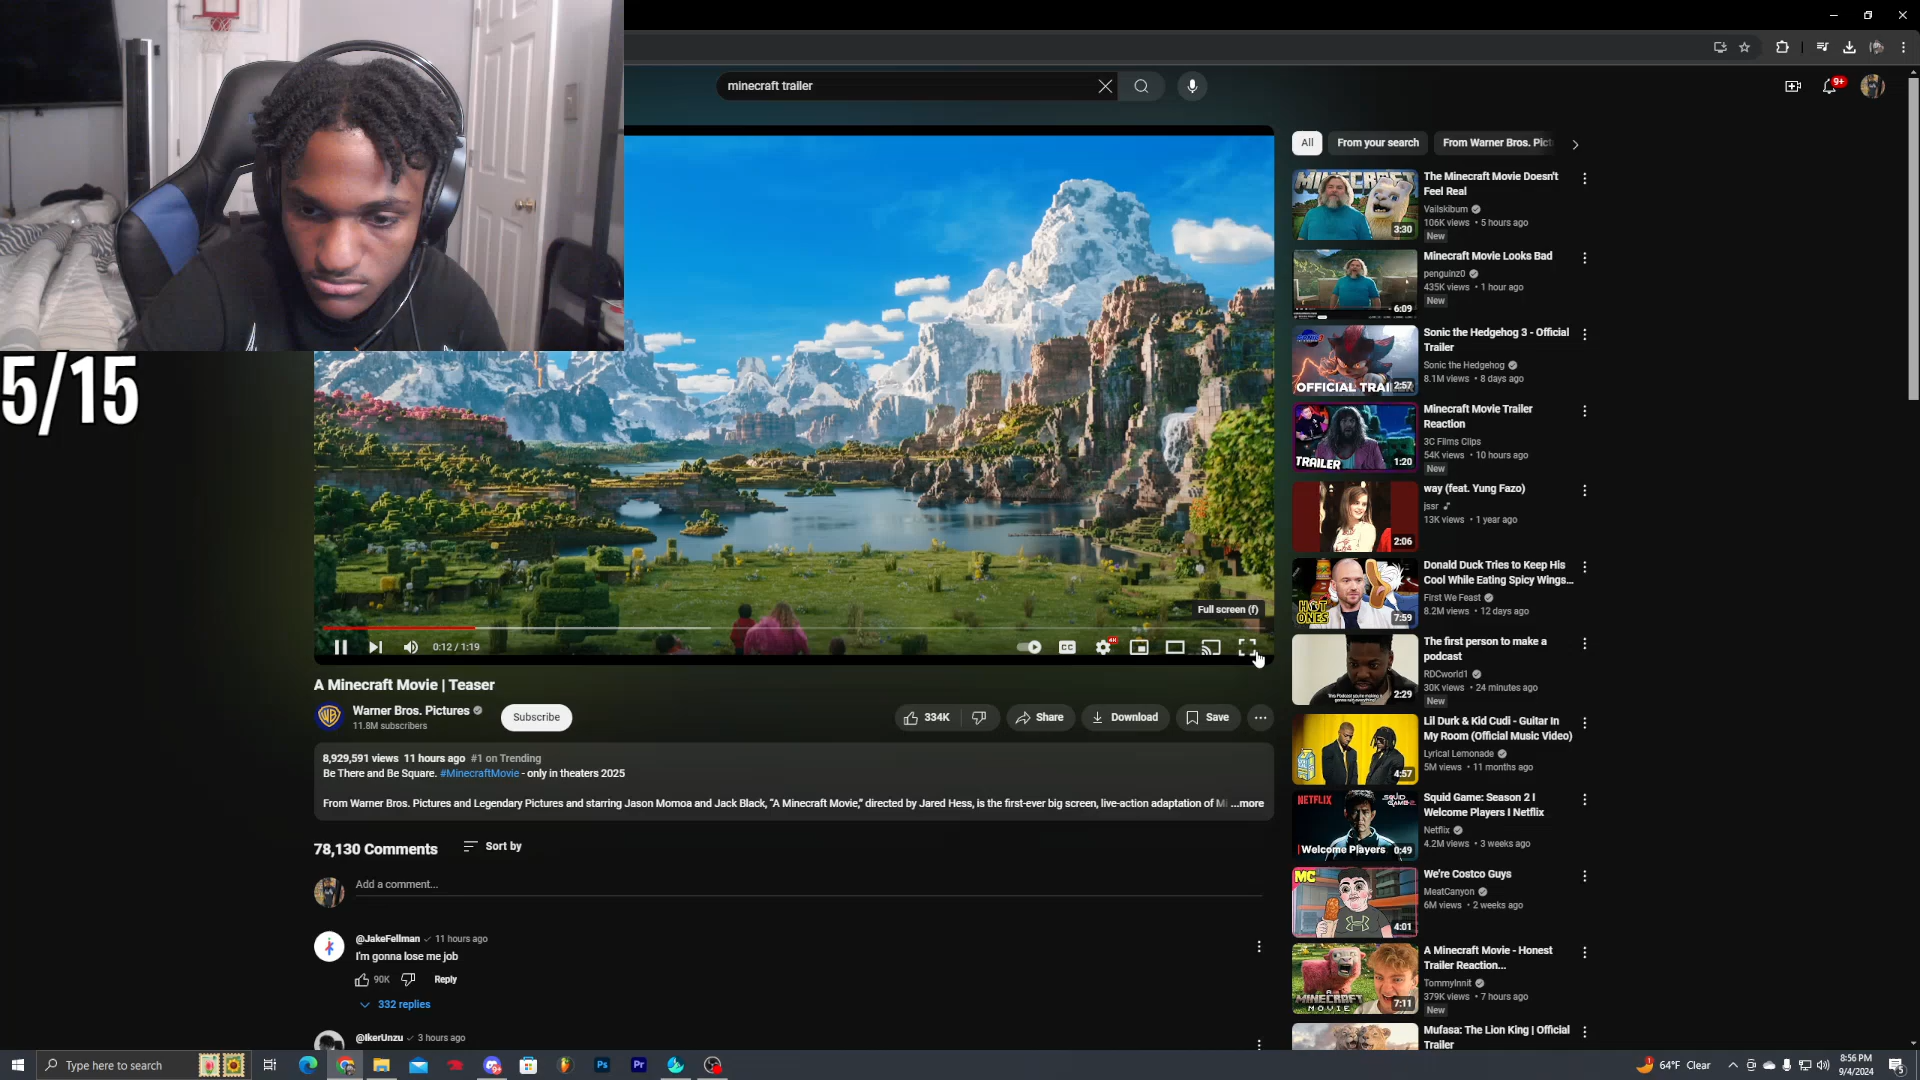 minecraft trailer
9+
5/15
Full screen (f)
0:12 / 1:19
CC
A Minecraft Movie | Teaser
Warner Bros. Pictures
11.8M subscribers
Subscribe
334K
Share
Download
Save
8,929,591 views 11 hours ago #1 on Trending
Be There and Be Square. #MinecraftMovie - only in theaters 2025
From Warner Bros. Pictures and Legendary Pictures and starring Jason Momoa and Jack Black, “A Minecraft Movie,” directed by Jared Hess, is the first-ever big screen, live-action adaptation of Mi ...more
78,130 Comments
Sort by
Add a comment...
@JakeFellman 11 hours ago
I'm gonna lose me job
90K
Reply
332 replies
@IkerUnzu 3 hours ago
All
From your search
From Warner Bros. Pict
MINECRAFT
3:30
The Minecraft Movie Doesn't
Feel Real
Vailskibum
106K views • 5 hours ago
New
6:09
Minecraft Movie Looks Bad
penguinz0
435K views • 1 hour ago
New
OFFICIAL TRAI
2:57
Sonic the Hedgehog 3 - Official
Trailer
Sonic the Hedgehog
8.1M views • 8 days ago
TRAILER
1:20
Minecraft Movie Trailer
Reaction
3C Films Clips
54K views • 10 hours ago
New
2:06
way (feat. Yung Fazo)
jssr
13K views • 1 year ago
HOT
ONES
7:59
Donald Duck Tries to Keep His
Cool While Eating Spicy Wings...
First We Feast
8.2M views • 12 days ago
2:29
The first person to make a
podcast
RDCworld1
30K views • 24 minutes ago
New
4:57
Lil Durk & Kid Cudi - Guitar In
My Room (Official Music Video)
Lyrical Lemonade
5M views • 11 months ago
NETFLIX
Welcome Players
0:49
Squid Game: Season 2 I
Welcome Players I Netflix
Netflix
4.2M views • 3 weeks ago
MC
4:01
We're Costco Guys
MeatCanyon
6M views • 2 weeks ago
MINECRAFT
MOVIE
7:11
A Minecraft Movie - Honest
Trailer Reaction...
TommyInnit
379K views • 7 hours ago
New
Mufasa: The Lion King | Official
Trailer
Type here to search
Ps
Pr
64°F Clear
8:56 PM
9/4/2024
5